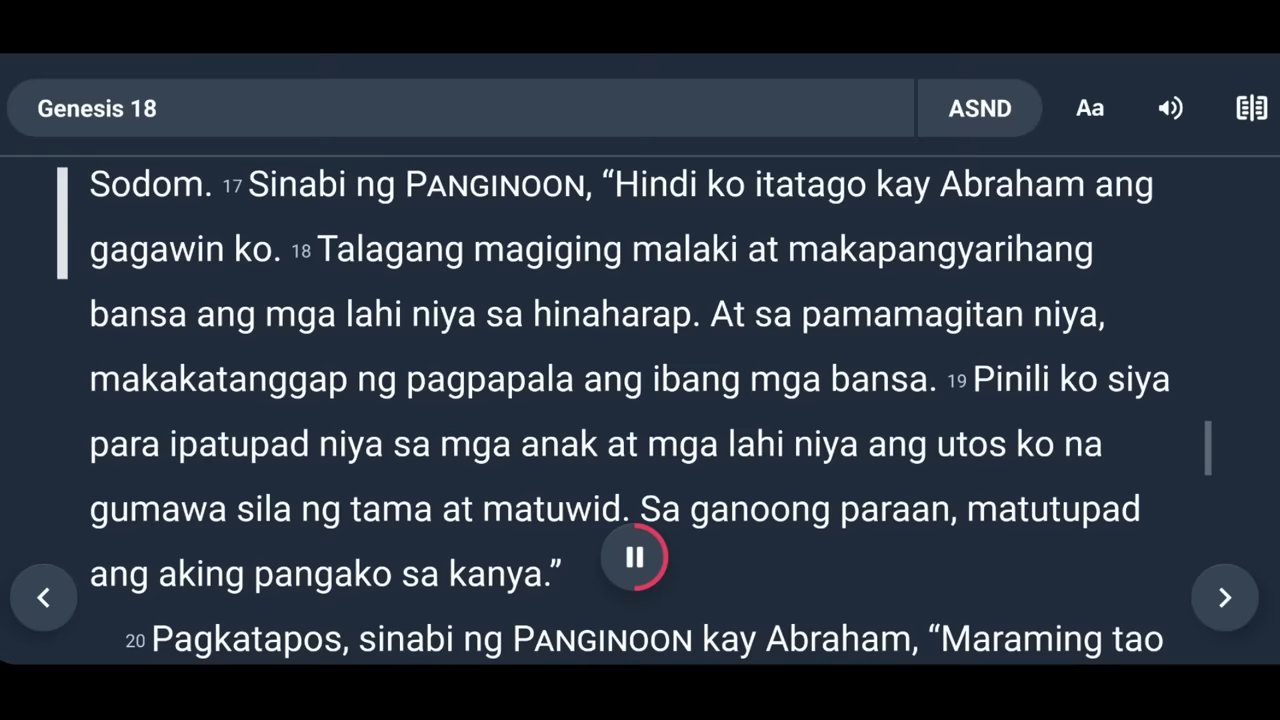 Genesis 18 ASND Aa
Sodom. 17 Sinabi ng PANGINOON, “Hindi ko itatago kay Abraham ang
gagawin ko. 18 Talagang magiging malaki at makapangyarihang
bansa ang mga lahi niya sa hinaharap. At sa pamamagitan niya,
makakatanggap ng pagpapala ang ibang mga bansa. 19 Pinili ko siya
para ipatupad niya sa mga anak at mga lahi niya ang utos ko na
gumawa sila ng tama at matuwid. Sa ganoong paraan, matutupad
ang aking pangako sa kanya.”
20 Pagkatapos, sinabi ng PANGINOON kay Abraham, “Maraming tao